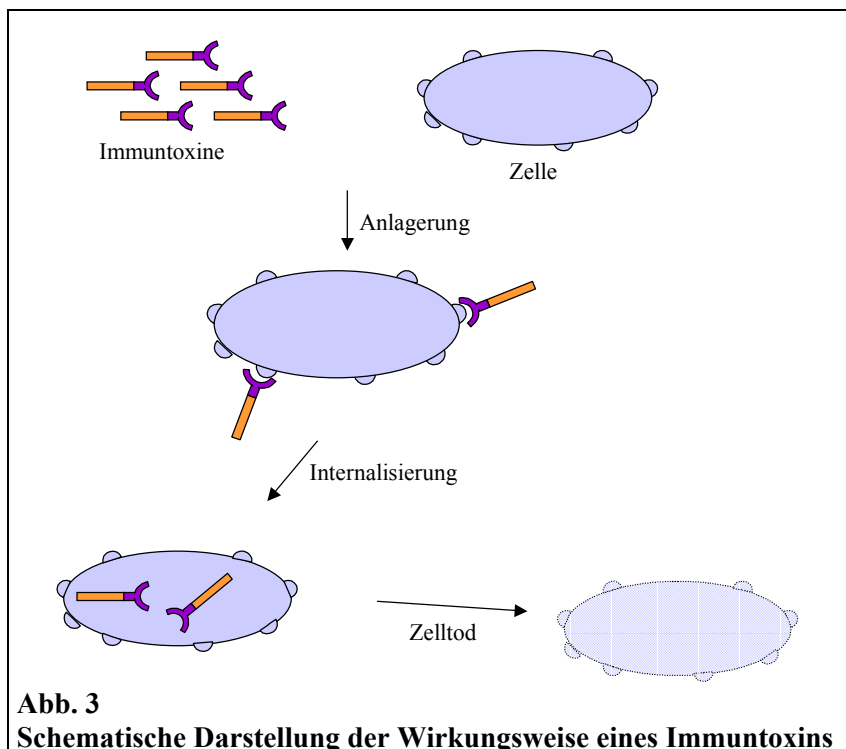 Immuntoxine
Zelle
Anlagerung
Internalisierung
Zelltod
Abb. 3
Schematische Darstellung der Wirkungsweise eines Immuntoxins